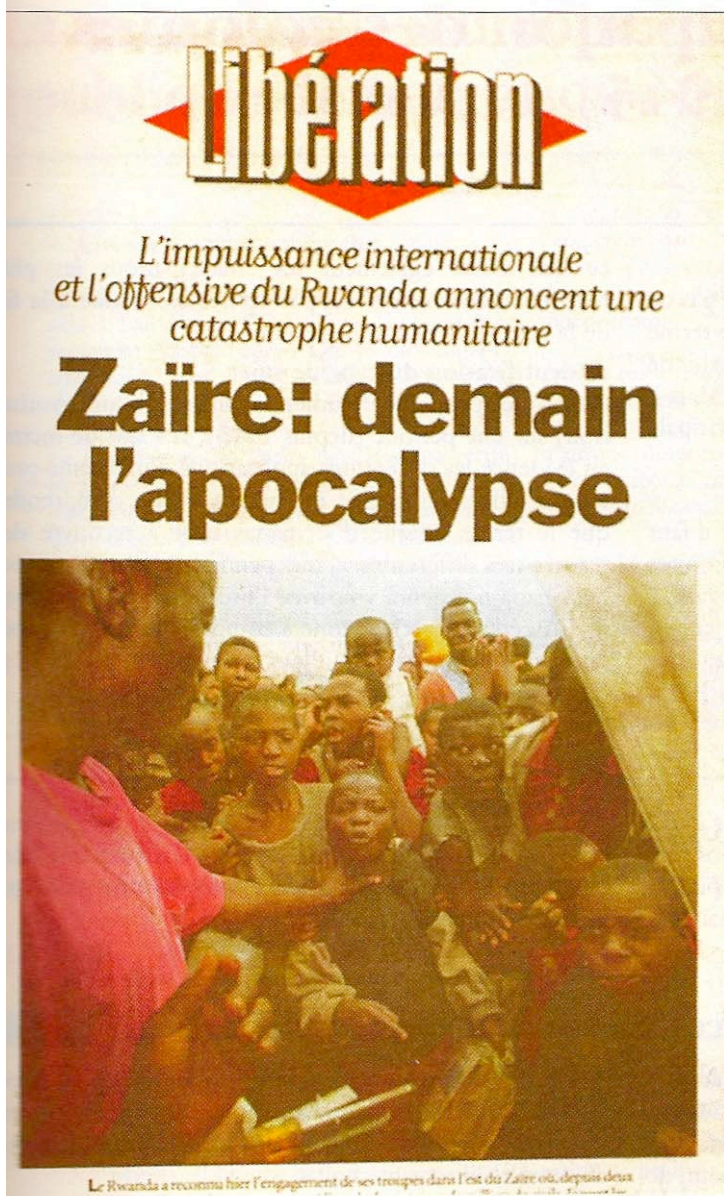 Libération
L'impuissance internationale
et l'offensive du Rwanda annoncent une
catastrophe humanitaire
Zaïre: demain
l'apocalypse
Le Rwanda a reconnu hier l'engagement de ses troupes dans l'est du Zaïre où, depuis deux